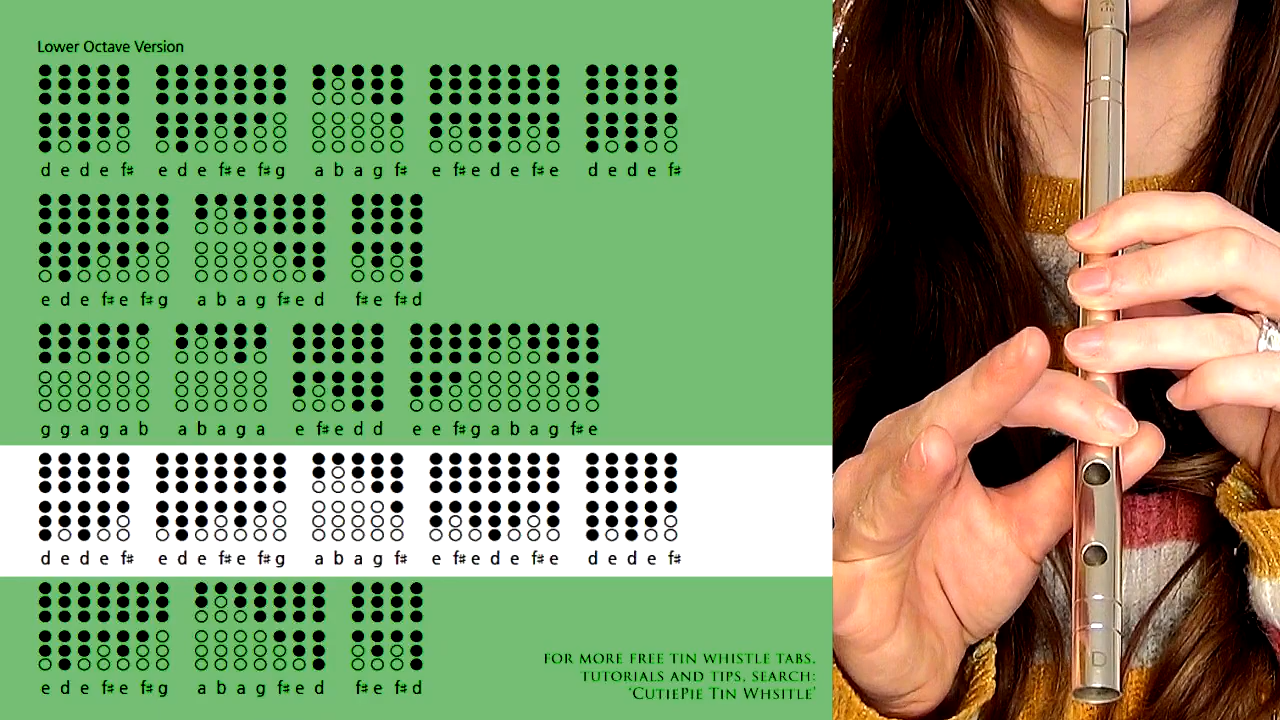 Lower Octave Version
d e d e f# e d e f# e f# g a b a g f# e f# e d e f# e d e d e f#
e d e f# e f# g a b a g f# e d f# e f# d
g g a g a b a b a g a e f# e d d e e f# g a b a g f# e
d e d e f# e d e f# e f# g a b a g f# e f# e d e f# e d e d e f#
e d e f# e f# g a b a g f# e d f# e f# d
FOR MORE FREE TIN WHISTLE TABS,
TUTORIALS AND TIPS, SEARCH:
'CUTIEPIE TIN WHSITLE'
D